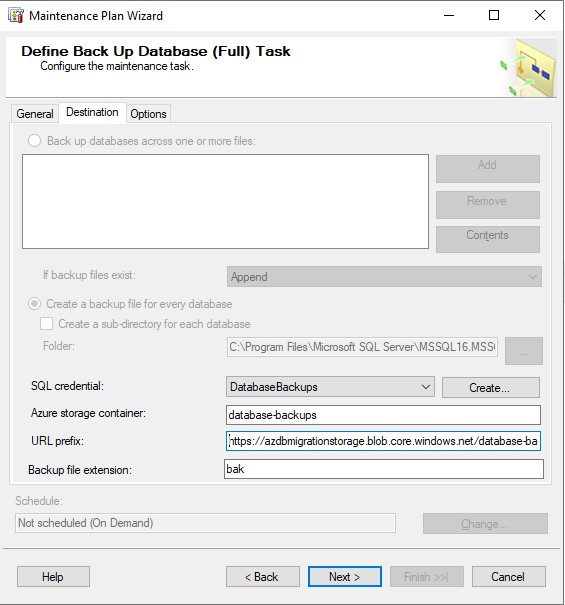 Maintenance Plan Wizard
Define Back Up Database (Full) Task
Configure the maintenance task.
General Destination Options
Back up databases across one or more files:
Add
Remove
Contents
If backup files exist: Append
Create a backup file for every database
Create a sub-directory for each database
Folder: C:\Program Files\Microsoft SQL Server\MSSQL16.MSS ...
SQL credential: DatabaseBackups Create...
Azure storage container: database-backups
URL prefix: https://azdbmigrationstorage.blob.core.windows.net/database-ba
Backup file extension: bak
Schedule:
Not scheduled (On Demand) Change...
Help < Back Next > Finish >>| Cancel